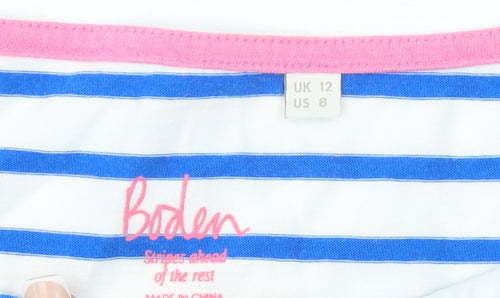 UK 12
US 8
Boden
Stripes ahead
of the rest
MADE IN CHINA